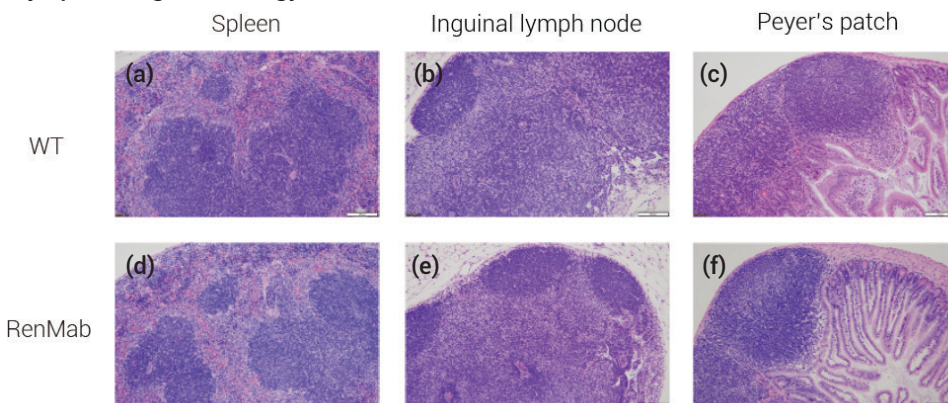 Spleen
Inguinal lymph node
Peyer's patch
WT
(a)
(b)
(c)
RenMab
(d)
(e)
(f)